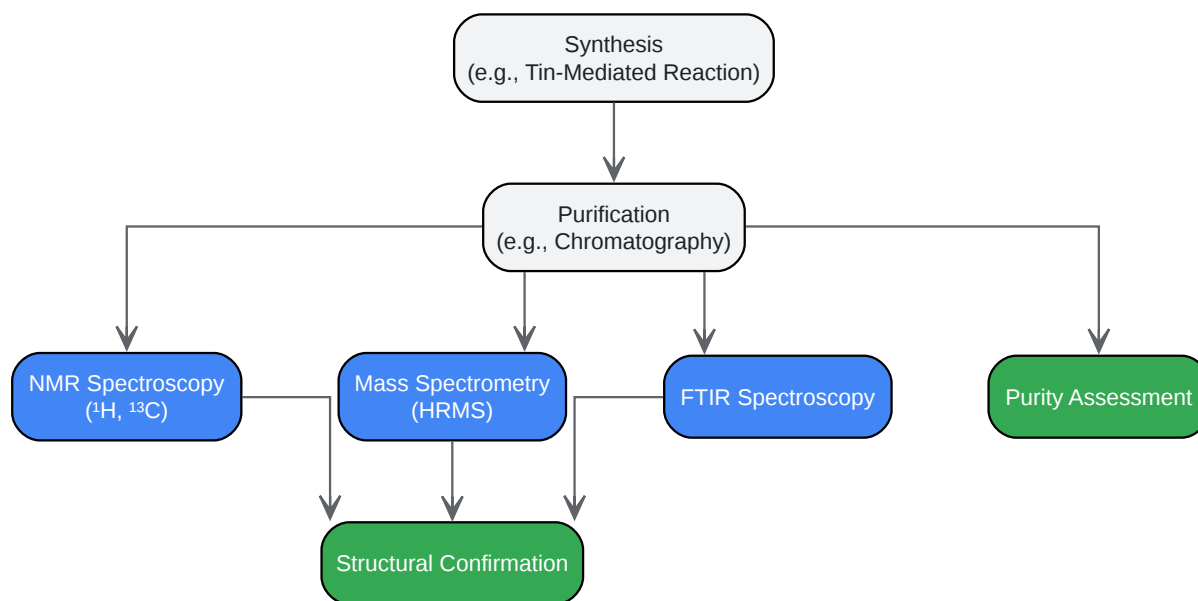 Synthesis
(e.g., Tin-Mediated Reaction)
Purification
(e.g., Chromatography)
NMR Spectroscopy
(¹H, ¹³C)
Mass Spectrometry
(HRMS)
FTIR Spectroscopy
Purity Assessment
Structural Confirmation